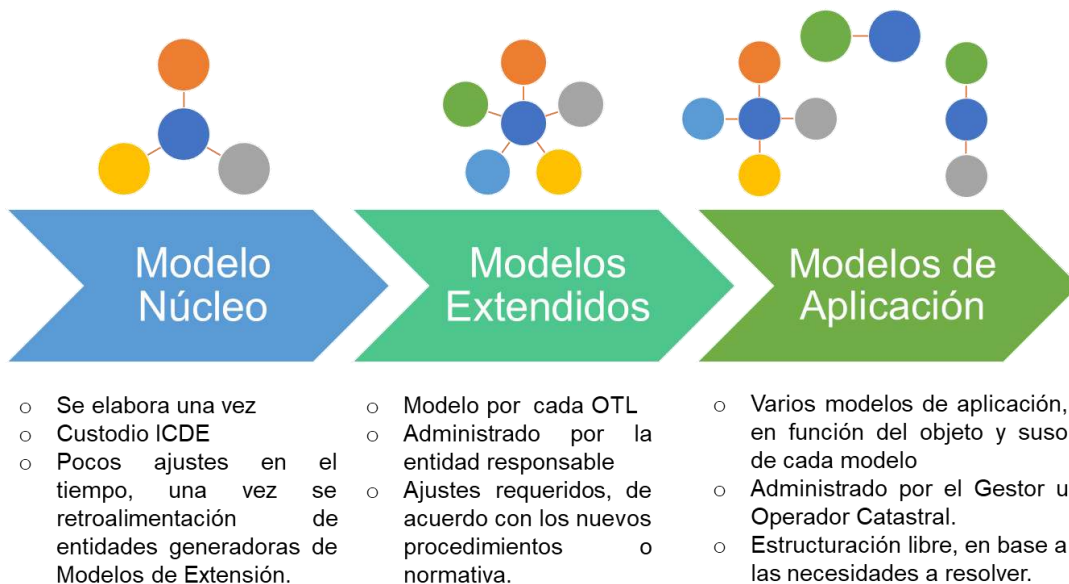 Modelo
Núcleo
Modelos
Extendidos
Modelos de
Aplicación
o Se elabora una vez
o Custodio ICDE
o Pocos ajustes en el
tiempo, una vez se
retroalimentación de
entidades generadoras de
Modelos de Extensión.
o Modelo por cada OTL
o Administrado por la
entidad responsable
o Ajustes requeridos, de
acuerdo con los nuevos
procedimientos o
normativa.
o Varios modelos de aplicación,
en función del objeto y suso
de cada modelo
o Administrado por el Gestor u
Operador Catastral.
o Estructuración libre, en base a
las necesidades a resolver.